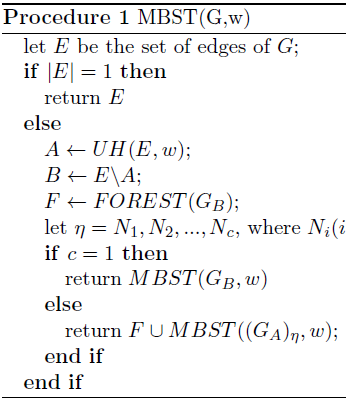 Procedure 1 MBST(G,w)
let E be the set of edges of G;
if |E| = 1 then
return E
else
A ← UH(E, w);
B ← E\A;
F ← FOREST(G_B);
let η = N_1, N_2, ..., N_c, where N_i(i
if c = 1 then
return MBST(G_B, w)
else
return F ∪ MBST((G_A)_η, w);
end if
end if